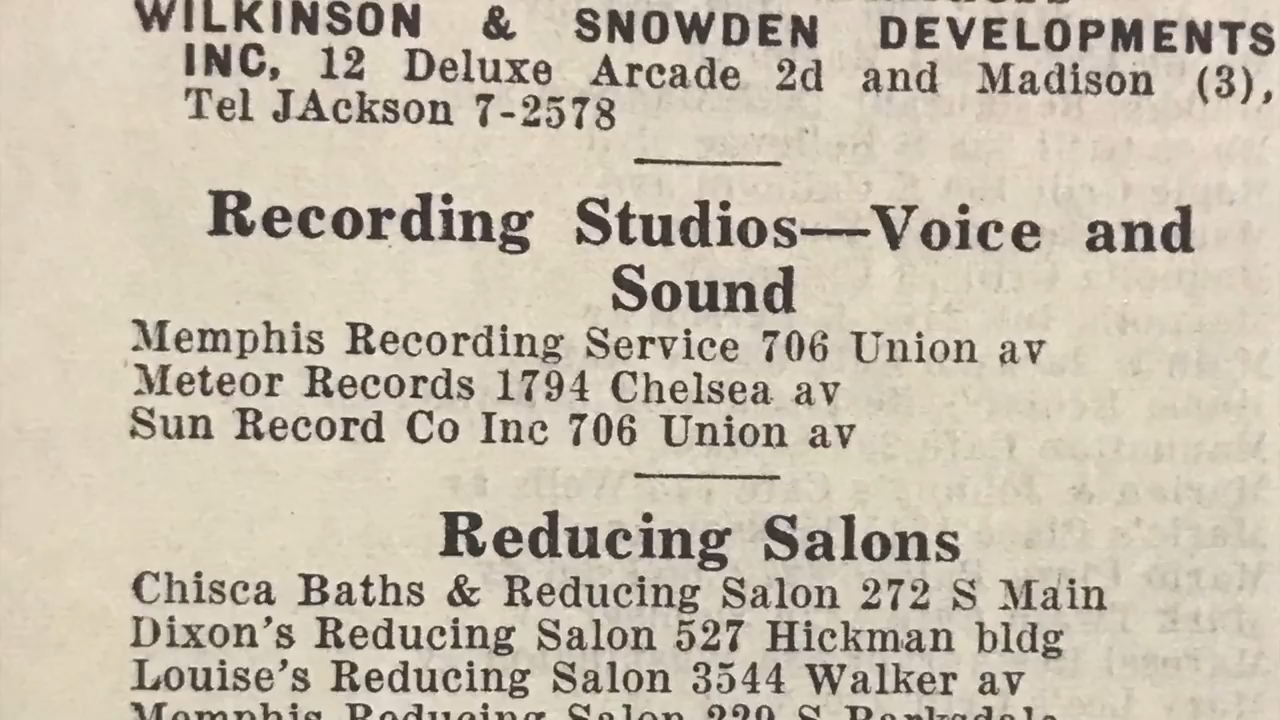 WILKINSON & SNOWDEN DEVELOPMENTS
INC, 12 Deluxe Arcade 2d and Madison (3),
Tel JAckson 7-2578
Recording Studios—Voice and
Sound
Memphis Recording Service 706 Union av
Meteor Records 1794 Chelsea av
Sun Record Co Inc 706 Union av
Reducing Salons
Chisca Baths & Reducing Salon 272 S Main
Dixon's Reducing Salon 527 Hickman bldg
Louise's Reducing Salon 3544 Walker av
Memphis Reducing Salon 220 S Barksdale